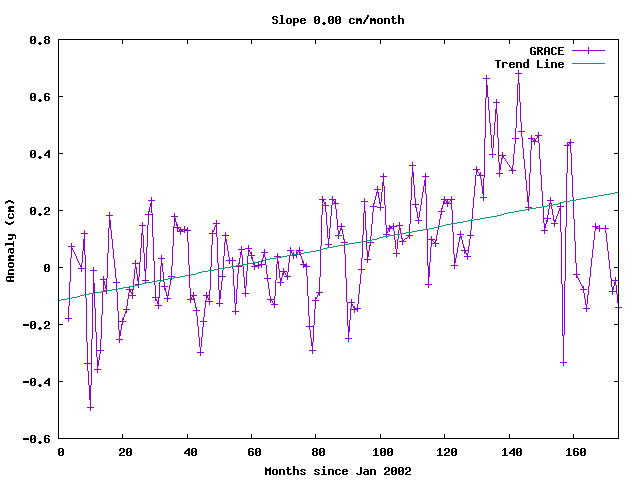 Slope 0.00 cm/month
GRACE
Trend Line
Anomaly (cm)
0.8
0.6
0.4
0.2
0
-0.2
-0.4
-0.6
0 20 40 60 80 100 120 140 160
Months since Jan 2002